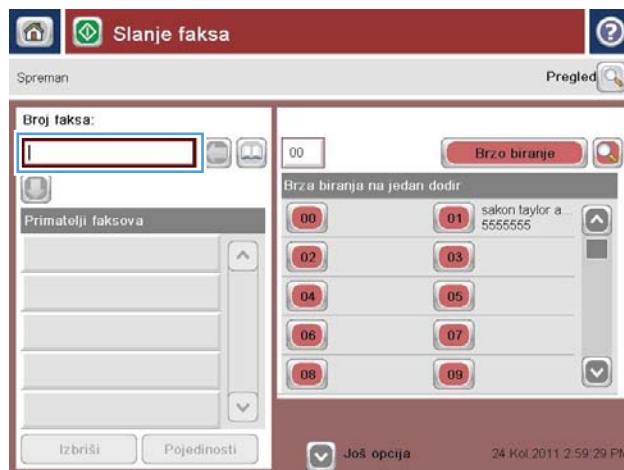 Slanje faksa
Spreman
Pregled
Broj faksa:
00
Brzo biranje
Brza biranja na jedan dodir
Primatelji faksova
00
01
sakon taylor a...
5555555
02
03
04
05
06
07
08
09
Izbriši
Pojedinosti
Još opcija
24 Kol 2011 2:59:29 PM